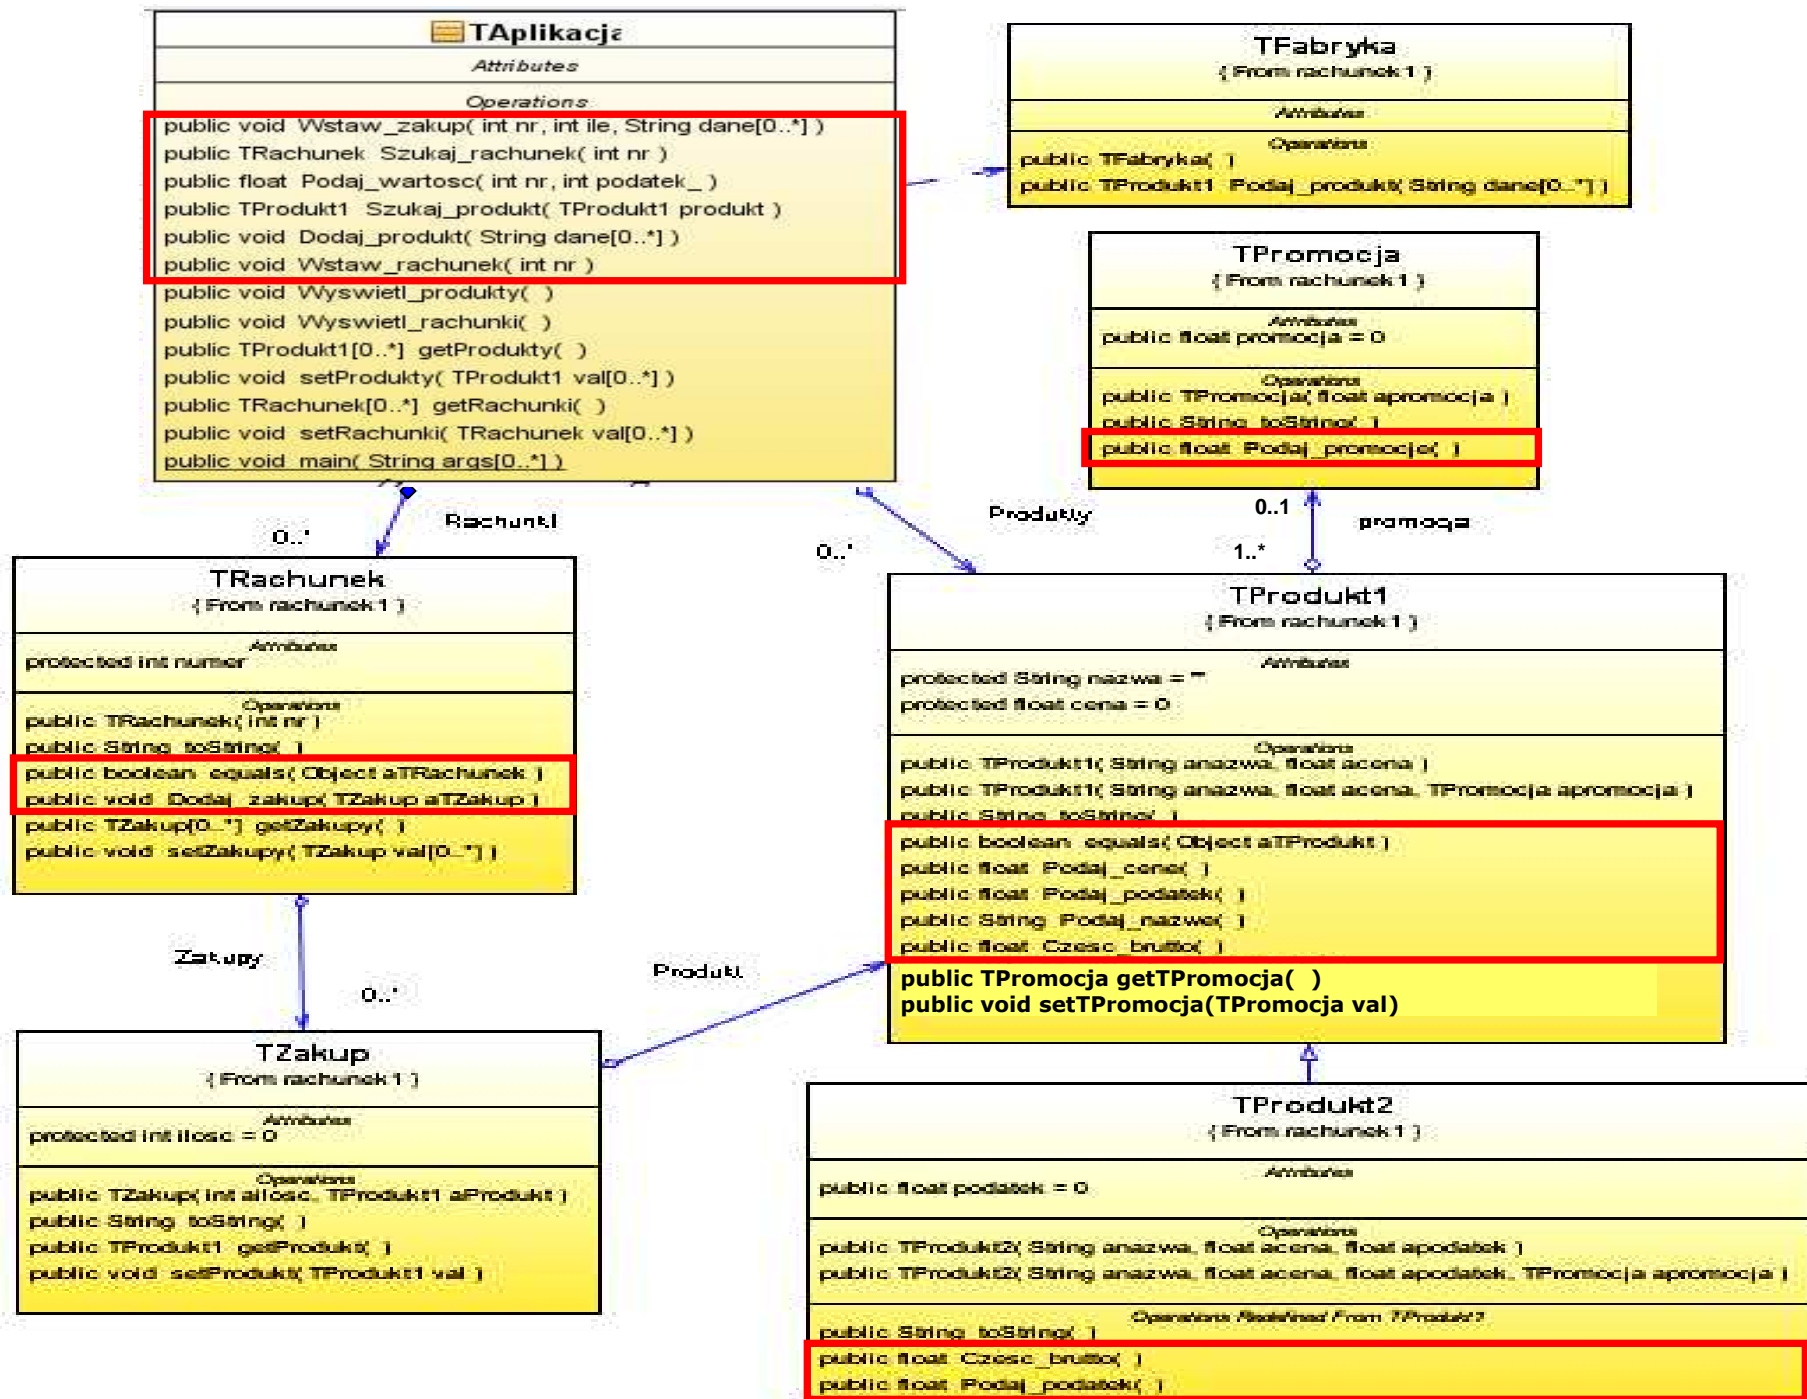 TAplikacja
Attributes
Operations
public void Wstaw_zakup( int nr, int ile, String dane[0..*] )
public TRachunek Szukaj_rachunek( int nr )
public float Podaj_wartosc( int nr, int podatek_ )
public TProdukt1 Szukaj_produkt( TProdukt1 produkt )
public void Dodaj_produkt( String dane[0..*] )
public void Wstaw_rachunek( int nr )
public void Wyswietl_produkty( )
public void Wyswietl_rachunki( )
public TProdukt1[0..*] getProdukty( )
public void setProdukty( TProdukt1 val[0..*] )
public TRachunek[0..*] getRachunki( )
public void setRachunki( TRachunek val[0..*] )
public void main( String args[0..*] )
TFabryka
{ From rachunek1 }
Attributes
Operations
public TFabryka( )
public TProdukt1 Podaj_produkt( String dane[0..*] )
TPromocja
{ From rachunek1 }
Attributes
public float promocja = 0
Operations
public TPromocja( float apromocja )
public String toString( )
public float Podaj_promocje( )
Rachunki
0..*
Produkty
0..*
0..1
promocja
1..*
TRachunek
{ From rachunek1 }
Attributes
protected int numer
Operations
public TRachunek( int nr )
public String toString( )
public boolean equals( Object aTRachunek )
public void Dodaj_zakup( TZakup aTZakup )
public TZakup[0..*] getZakupy( )
public void setZakupy( TZakup val[0..*] )
TProdukt1
{ From rachunek1 }
Attributes
protected String nazwa = ""
protected float cena = 0
Operations
public TProdukt1( String anazwa, float acena )
public TProdukt1( String anazwa, float acena, TPromocja apromocja )
public String toString( )
public boolean equals( Object aTProdukt )
public float Podaj_cene( )
public float Podaj_podatek( )
public String Podaj_nazwe( )
public float Czesc_brutto( )
public TPromocja getTPromocja( )
public void setTPromocja(TPromocja val)
Zakupy
0..*
Produkt
TZakup
{ From rachunek1 }
Attributes
protected int ilosc = 0
Operations
public TZakup( int ailosc, TProdukt1 aProdukt )
public String toString( )
public TProdukt1 getProdukt( )
public void setProdukt( TProdukt1 val )
TProdukt2
{ From rachunek1 }
Attributes
public float podatek = 0
Operations
public TProdukt2( String anazwa, float acena, float apodatek )
public TProdukt2( String anazwa, float acena, float apodatek, TPromocja apromocja )
Operations Redefined From TProdukt1
public String toString( )
public float Czesc_brutto( )
public float Podaj_podatek( )